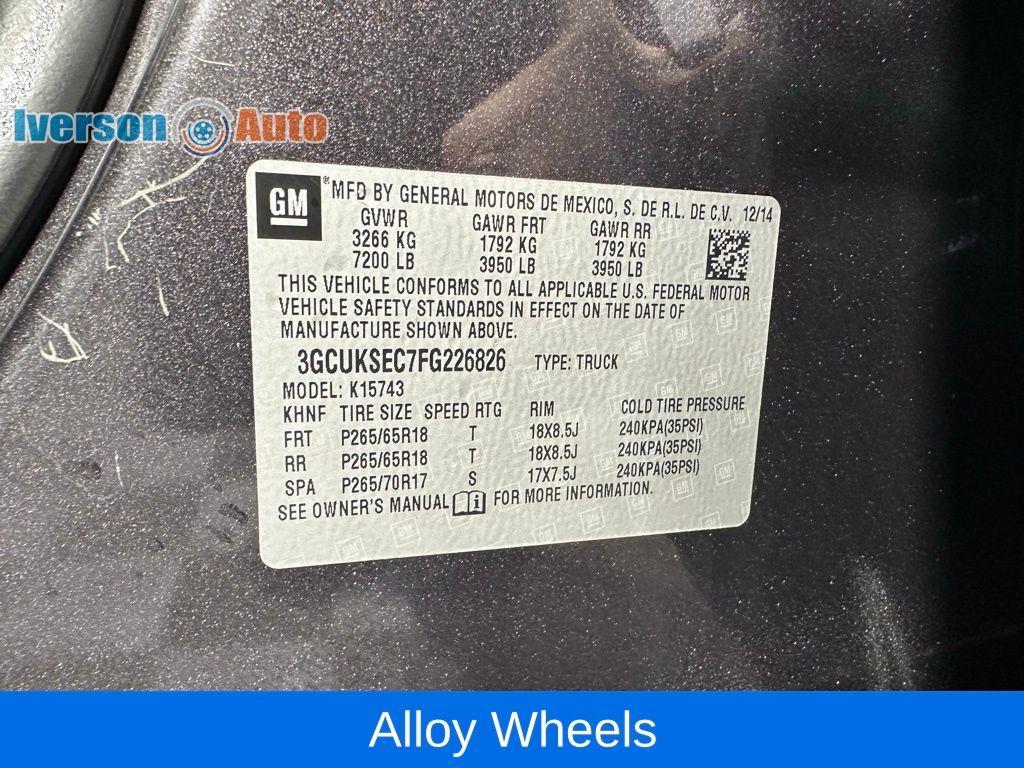 Iverson Auto
GM ® MFD BY GENERAL MOTORS DE MEXICO, S. DE R.L. DE C.V. 12/14
GVWR GAWR FRT GAWR RR
3266 KG 1792 KG 1792 KG
7200 LB 3950 LB 3950 LB
THIS VEHICLE CONFORMS TO ALL APPLICABLE U.S. FEDERAL MOTOR
VEHICLE SAFETY STANDARDS IN EFFECT ON THE DATE OF
MANUFACTURE SHOWN ABOVE.
3GCUKSEC7FG226826 TYPE: TRUCK
MODEL: K15743
KHNF TIRE SIZE SPEED RTG RIM COLD TIRE PRESSURE
FRT P265/65R18 T 18X8.5J 240KPA(35PSI)
RR P265/65R18 T 18X8.5J 240KPA(35PSI)
SPA P265/70R17 S 17X7.5J 240KPA(35PSI)
SEE OWNER'S MANUAL FOR MORE INFORMATION.
Alloy Wheels